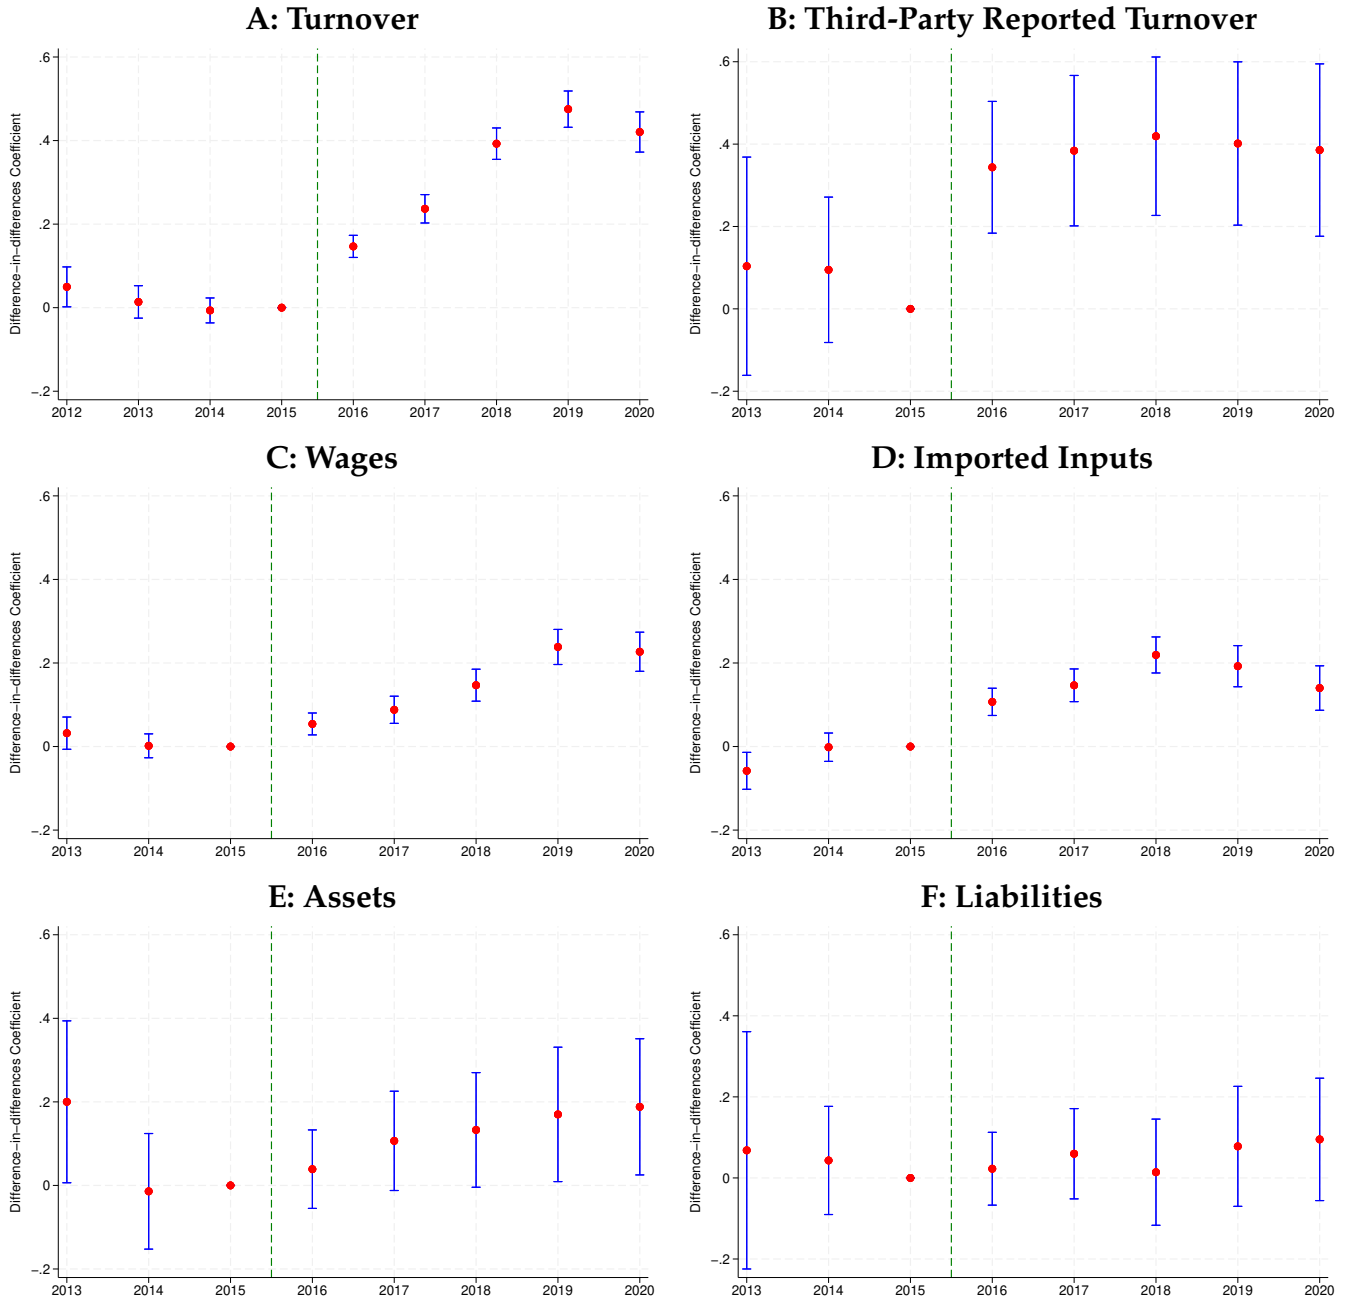 A: Turnover
Difference−in−differences Coefficient
.6
.4
.2
0
−.2
2012 2013 2014 2015 2016 2017 2018 2019 2020
B: Third-Party Reported Turnover
Difference−in−differences Coefficient
.6
.4
.2
0
−.2
2013 2014 2015 2016 2017 2018 2019 2020
C: Wages
Difference−in−differences Coefficient
.6
.4
.2
0
−.2
2013 2014 2015 2016 2017 2018 2019 2020
D: Imported Inputs
Difference−in−differences Coefficient
.6
.4
.2
0
−.2
2013 2014 2015 2016 2017 2018 2019 2020
E: Assets
Difference−in−differences Coefficient
.6
.4
.2
0
−.2
2013 2014 2015 2016 2017 2018 2019 2020
F: Liabilities
Difference−in−differences Coefficient
.6
.4
.2
0
−.2
2013 2014 2015 2016 2017 2018 2019 2020